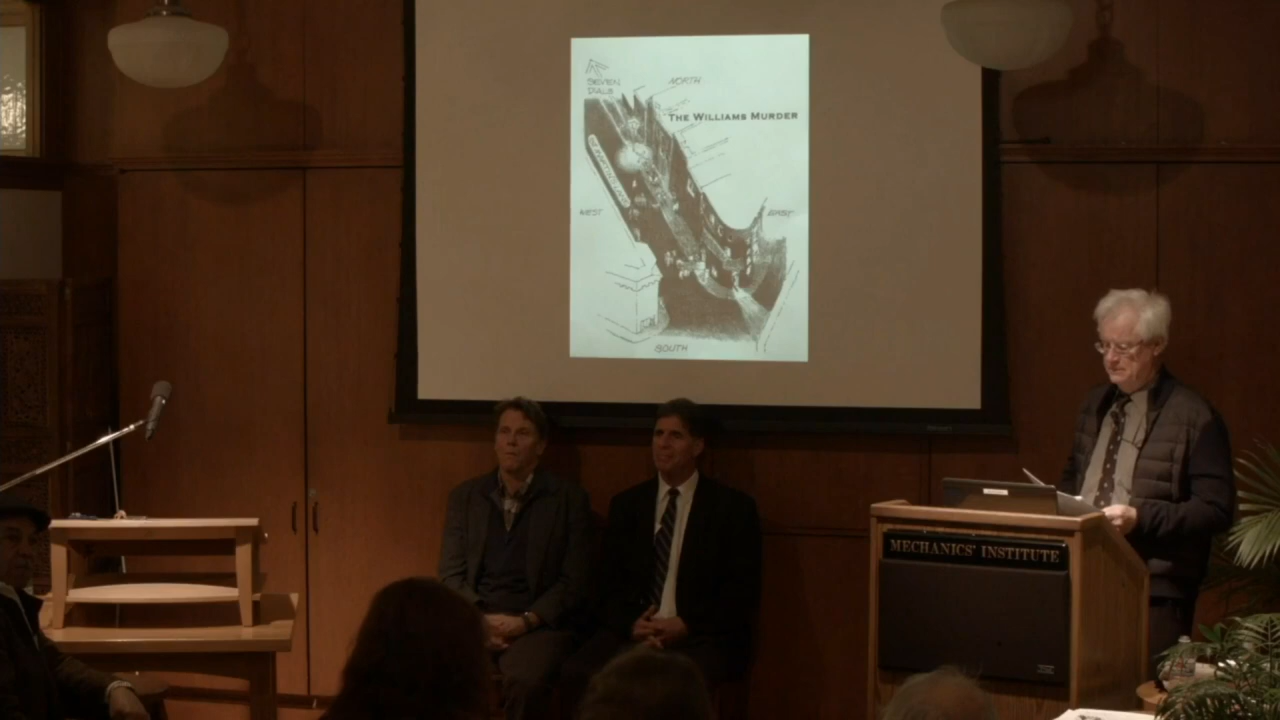 SEVEN
DIALS
NORTH
THE WILLIAMS MURDER
WEST
EAST
SOUTH
MECHANICS' INSTITUTE